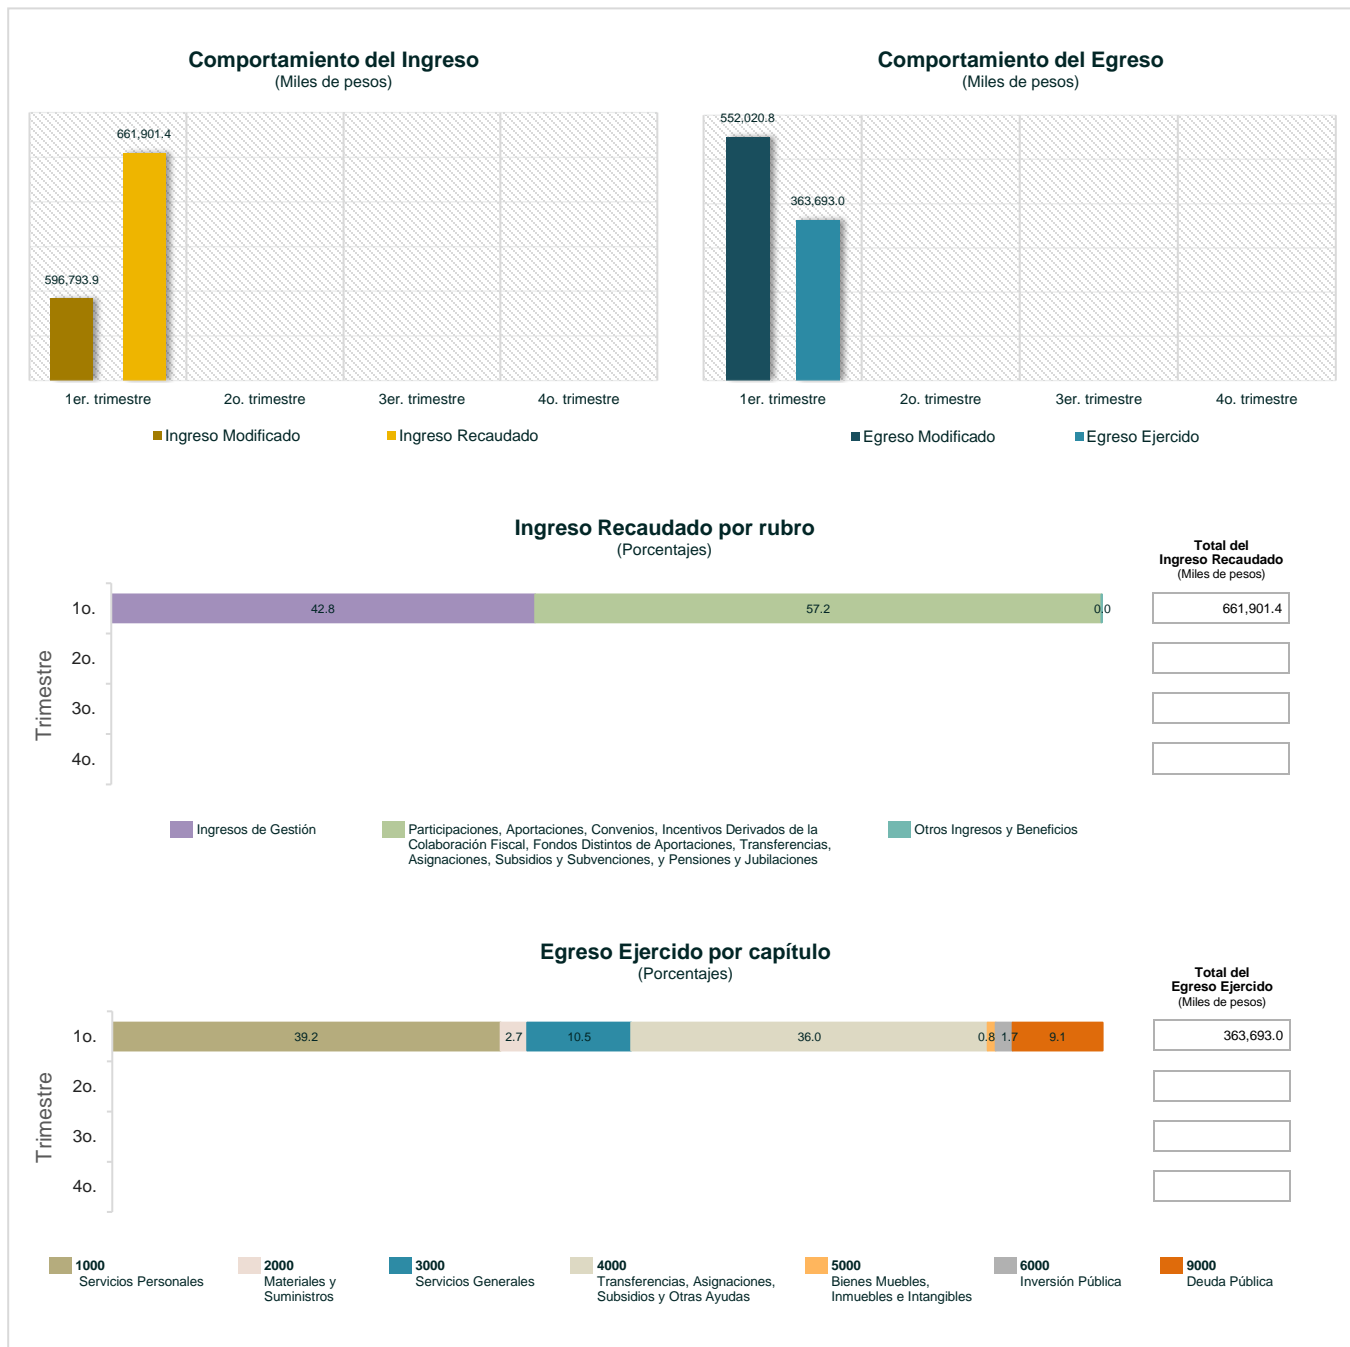 Comportamiento del Ingreso
(Miles de pesos)
661,901.4
596,793.9
1er. trimestre
2o. trimestre
3er. trimestre
4o. trimestre
Ingreso Modificado
Ingreso Recaudado
Comportamiento del Egreso
(Miles de pesos)
552,020.8
363,693.0
1er. trimestre
2o. trimestre
3er. trimestre
4o. trimestre
Egreso Modificado
Egreso Ejercido
Ingreso Recaudado por rubro
(Porcentajes)
Total del
Ingreso Recaudado
(Miles de pesos)
Trimestre
1o.
42.8
57.2
0.0
661,901.4
2o.
3o.
4o.
Ingresos de Gestión
Participaciones, Aportaciones, Convenios, Incentivos Derivados de la
Colaboración Fiscal, Fondos Distintos de Aportaciones, Transferencias,
Asignaciones, Subsidios y Subvenciones, y Pensiones y Jubilaciones
Otros Ingresos y Beneficios
Egreso Ejercido por capítulo
(Porcentajes)
Total del
Egreso Ejercido
(Miles de pesos)
Trimestre
1o.
39.2
2.7
10.5
36.0
0.8
1.7
9.1
363,693.0
2o.
3o.
4o.
1000
Servicios Personales
2000
Materiales y
Suministros
3000
Servicios Generales
4000
Transferencias, Asignaciones,
Subsidios y Otras Ayudas
5000
Bienes Muebles,
Inmuebles e Intangibles
6000
Inversión Pública
9000
Deuda Pública